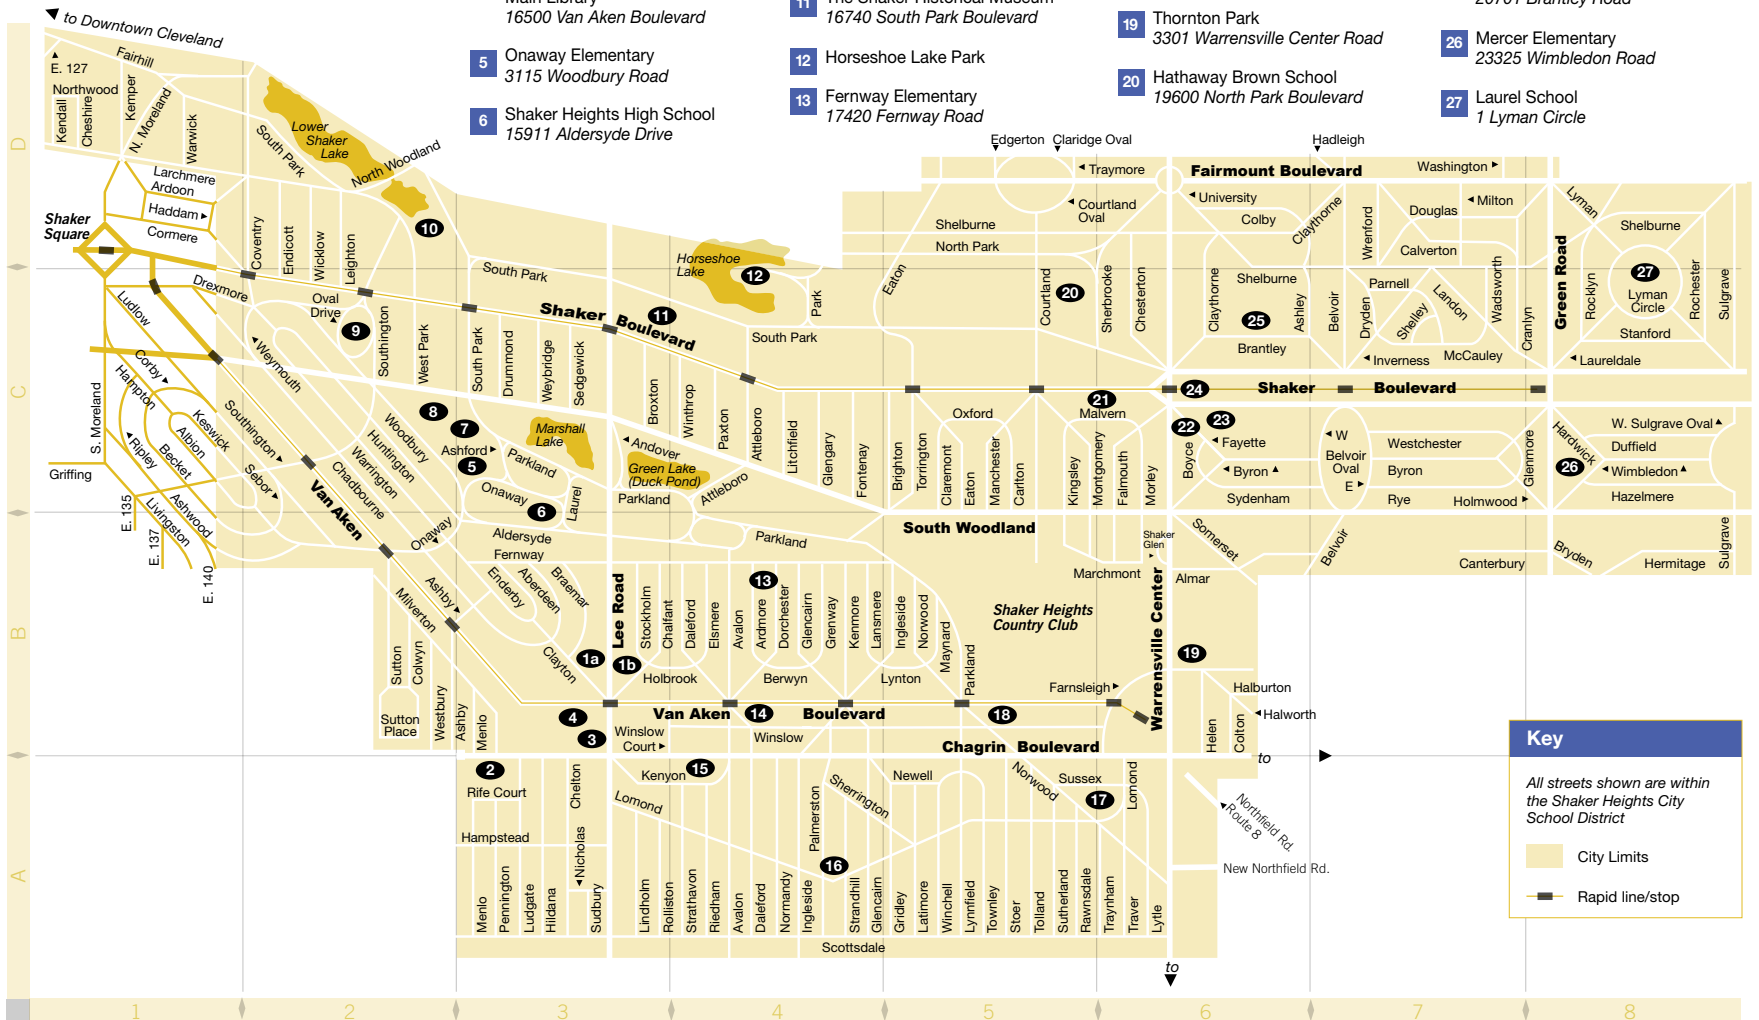 Main Library
16500 Van Aken Boulevard
5 Onaway Elementary
3115 Woodbury Road
6 Shaker Heights High School
15911 Aldersyde Drive
11 The Shaker Historical Museum
16740 South Park Boulevard
12 Horseshoe Lake Park
13 Fernway Elementary
17420 Fernway Road
19 Thornton Park
3301 Warrensville Center Road
20 Hathaway Brown School
19600 North Park Boulevard
20701 Brantley Road
26 Mercer Elementary
23325 Wimbledon Road
27 Laurel School
1 Lyman Circle
to Downtown Cleveland
Fairhill
E. 127
Northwood
Kendall
Cheshire
Kemper
N. Moreland
Warwick
South Park
Lower
Shaker
Lake
North Woodland
Larchmere
Ardoon
Haddam
Cormere
Shaker
Square
Coventry
Endicott
Wicklow
Leighton
10
Edgerton
Claridge Oval
Hadleigh
Traymore
Fairmount Boulevard
Washington
University
Courtland
Oval
Colby
Claythorne
Wrenford
Douglas
Milton
Calverton
Lyman
Shelburne
Shelburne
North Park
Green Road
Horseshoe
Lake
12
South Park
Park
Eaton
Courtland
20
Sherbrooke
Chesterton
Claythorne
Shelburne
25
Ashley
Belvoir
Dryden
Parnell
Shelley
Landon
Wadsworth
Cranlyn
Rocklyn
27
Lyman
Circle
Rochester
Sulgrave
Stanford
Brantley
Inverness
McCauley
Laureldale
Drexmore
Ludlow
Oval
Drive
9
Southington
West Park
South Park
Drummond
Weybridge
Sedgewick
Shaker Boulevard
11
South Park
Weymouth
Corby
Hampton
S. Moreland
Ripley
Becket
Albion
Keswick
Southington
Sebor
Griffing
E. 135
Livingston
Ashwood
E. 137
E. 140
Van Aken
Chadbourne
Warrington
Huntington
Woodbury
8
7
Ashford
5
Parkland
Onaway
6
Laurel
Marshall
Lake
Andover
Green Lake
(Duck Pond)
Parkland
Attleboro
Broxton
Winthrop
Paxton
Attleboro
Litchfield
Glengary
Fontenay
Brighton
Torrington
Claremont
Eaton
Manchester
Carlton
Oxford
Kingsley
Montgomery
Falmouth
Morley
21
Malvern
24
Shaker Boulevard
22
23
Boyce
Fayette
Byron
Sydenham
W
Belvoir
Oval
E
Westchester
Byron
Rye
Holmwood
Glenmore
Hardwick
26
W. Sulgrave Oval
Duffield
Wimbledon
Hazelmere
South Woodland
Onaway
Aldersyde
Fernway
Parkland
Shaker
Glen
Somerset
Marchmont
Almar
Belvoir
Canterbury
Bryden
Hermitage
Sulgrave
Ashby
Milverton
Enderby
Aberdeen
Braemar
Clayton
Lee Road
1a
1b
Stockholm
Chalfant
Daleford
Elsmere
Avalon
13
Ardmore
Dorchester
Glencairn
Grenway
Kenmore
Lansmere
Ingleside
Norwood
Maynard
Parkland
Shaker Heights
Country Club
Warrensville Center
19
Holbrook
Berwyn
Lynton
Farnsleigh
Halburton
Halworth
Helen
Colton
Sutton
Colwyn
Sutton
Place
Westbury
Ashby
Menlo
4
3
Winslow
Court
Van Aken Boulevard
14
18
Winslow
Chagrin Boulevard
to
2
Rife Court
Chelton
Kenyon
15
Lomond
Newell
Sherrington
Palmerston
16
Norwood
Sussex
17
Lomond
Northfield Rd.
Route 8
New Northfield Rd.
Hampstead
Nicholas
Menlo
Pennington
Ludgate
Hildana
Sudbury
Lindholm
Rolliston
Strathavon
Riedham
Avalon
Daleford
Normandy
Ingleside
Strandhill
Glencairn
Gridley
Latimore
Winchell
Lynnfield
Townley
Stoer
Tolland
Sutherland
Rawnsdale
Traynham
Traver
Lytle
Scottsdale
to
Key
All streets shown are within
the Shaker Heights City
School District
City Limits
Rapid line/stop
D
C
B
A
1 2 3 4 5 6 7 8